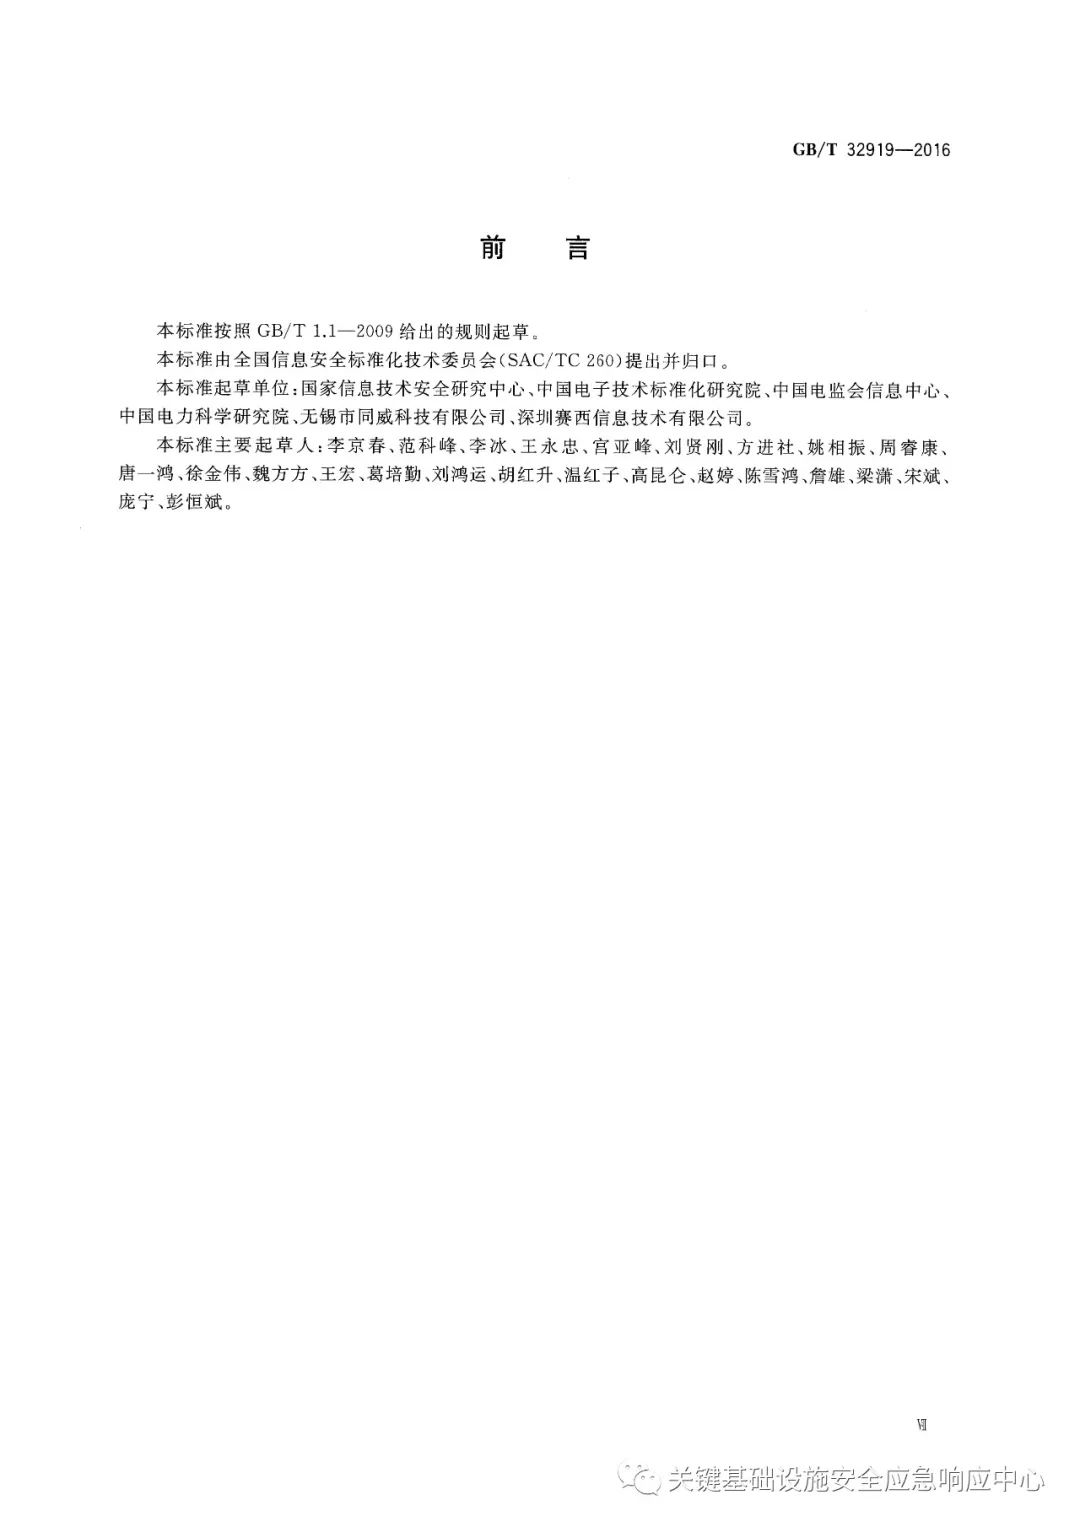 GB/T 32919—2016
前 言
本标准按照 GB/T 1.1—2009 给出的规则起草。
本标准由全国信息安全标准化技术委员会(SAC/TC 260)提出并归口。
本标准起草单位:国家信息技术安全研究中心、中国电子技术标准化研究院、中国电监会信息中心、
中国电力科学研究院、无锡市同威科技有限公司、深圳赛西信息技术有限公司。
本标准主要起草人:李京春、范科峰、李冰、王永忠、宫亚峰、刘贤刚、方进社、姚相振、周睿康、
唐一鸿、徐金伟、魏方方、王宏、葛培勤、刘鸿运、胡红升、温红子、高昆仑、赵婷、陈雪鸿、詹雄、梁潇、宋斌、
庞宁、彭恒斌。
Ⅶ
关键基础设施安全应急响应中心